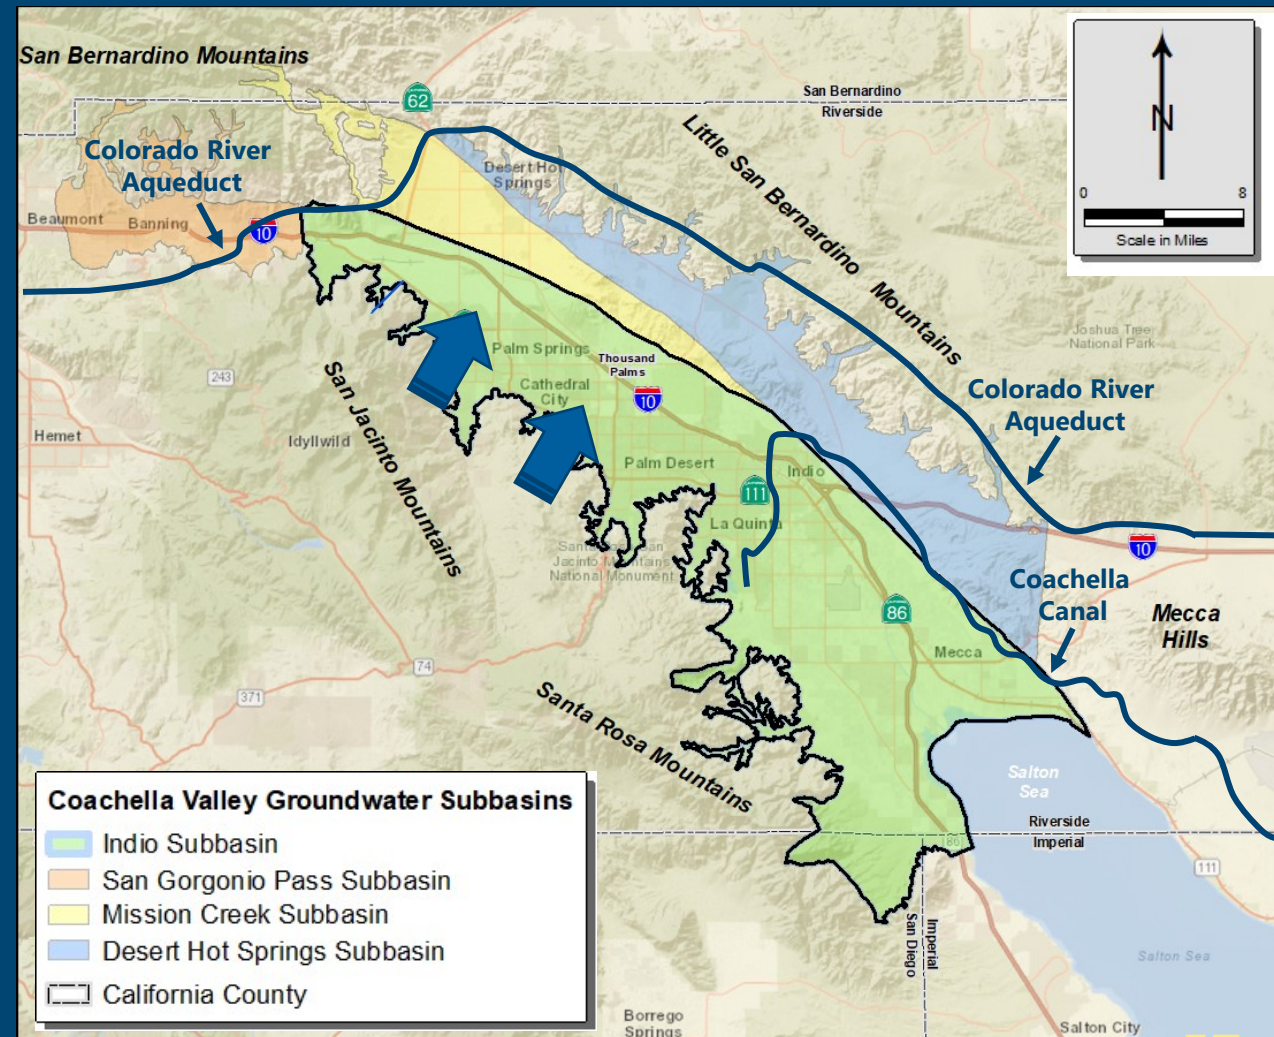 San Bernardino Mountains
62
San Bernardino
Riverside
N
0 8
Scale in Miles
Little San Bernardino Mountains
Colorado River
Aqueduct
Desert Hot
Springs
Beaumont
Banning
10
Joshua Tree
National Park
243
Palm Springs
Thousand
Palms
Cathedral
City
10
Colorado River
Aqueduct
San Jacinto Mountains
Hemet
Idyllwild
Palm Desert
Indio
111
La Quinta
10
Santa Rosa San
Jacinto Mountains
National Monument
Coachella
Canal
86
Mecca
Hills
Mecca
74
371
Santa Rosa Mountains
Salton
Sea
Riverside
Imperial
86
111
Coachella Valley Groundwater Subbasins
Indio Subbasin
San Gorgonio Pass Subbasin
Mission Creek Subbasin
Desert Hot Springs Subbasin
California County
Imperial
San Diego
Salton Sea
Borrego
Springs
Salton City